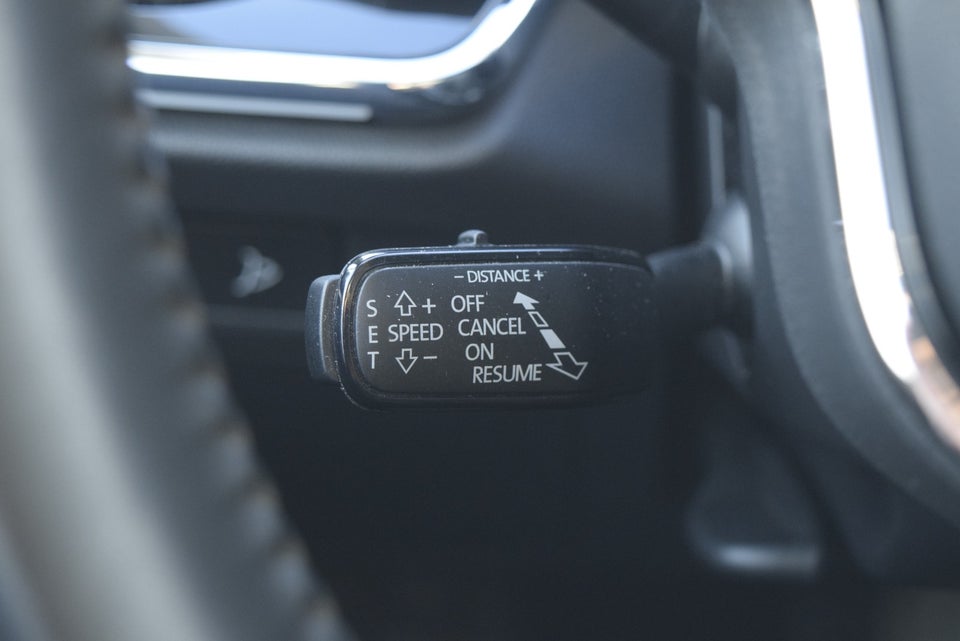 − DISTANCE +
S + OFF
E SPEED CANCEL
T − ON
RESUME